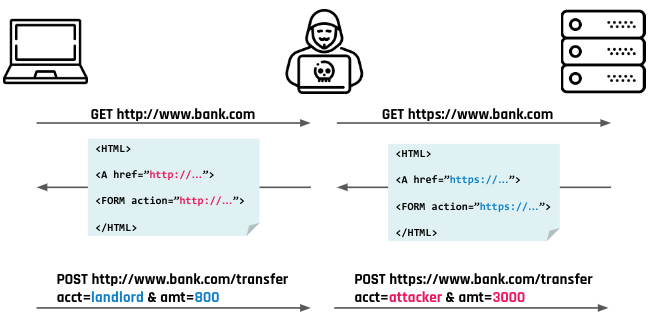 GET http://www.bank.com
GET https://www.bank.com
<HTML>
<A href=”http://...”>
<FORM action=”http://...”>
</HTML>
<HTML>
<A href=”https://...”>
<FORM action=”https://...”>
</HTML>
POST http://www.bank.com/transfer
acct=landlord & amt=800
POST https://www.bank.com/transfer
acct=attacker & amt=3000